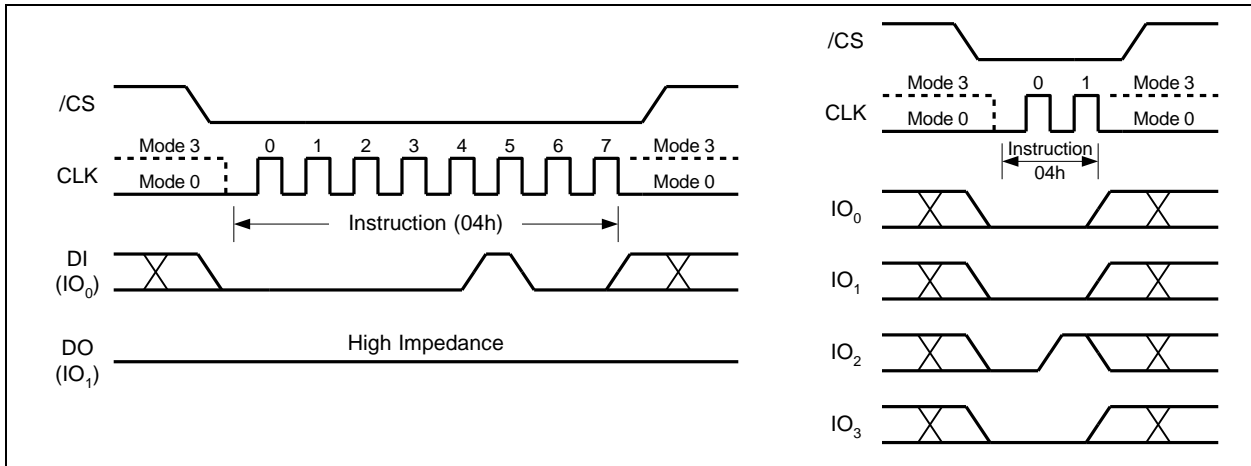 /CS
Mode 3
0 1 2 3 4 5 6 7
Mode 3
CLK
Mode 0
Mode 0
Instruction (04h)
DI
(IO0)
High Impedance
DO
(IO1)
/CS
Mode 3
0 1
Mode 3
CLK
Mode 0
Mode 0
Instruction
04h
IO0
IO1
IO2
IO3